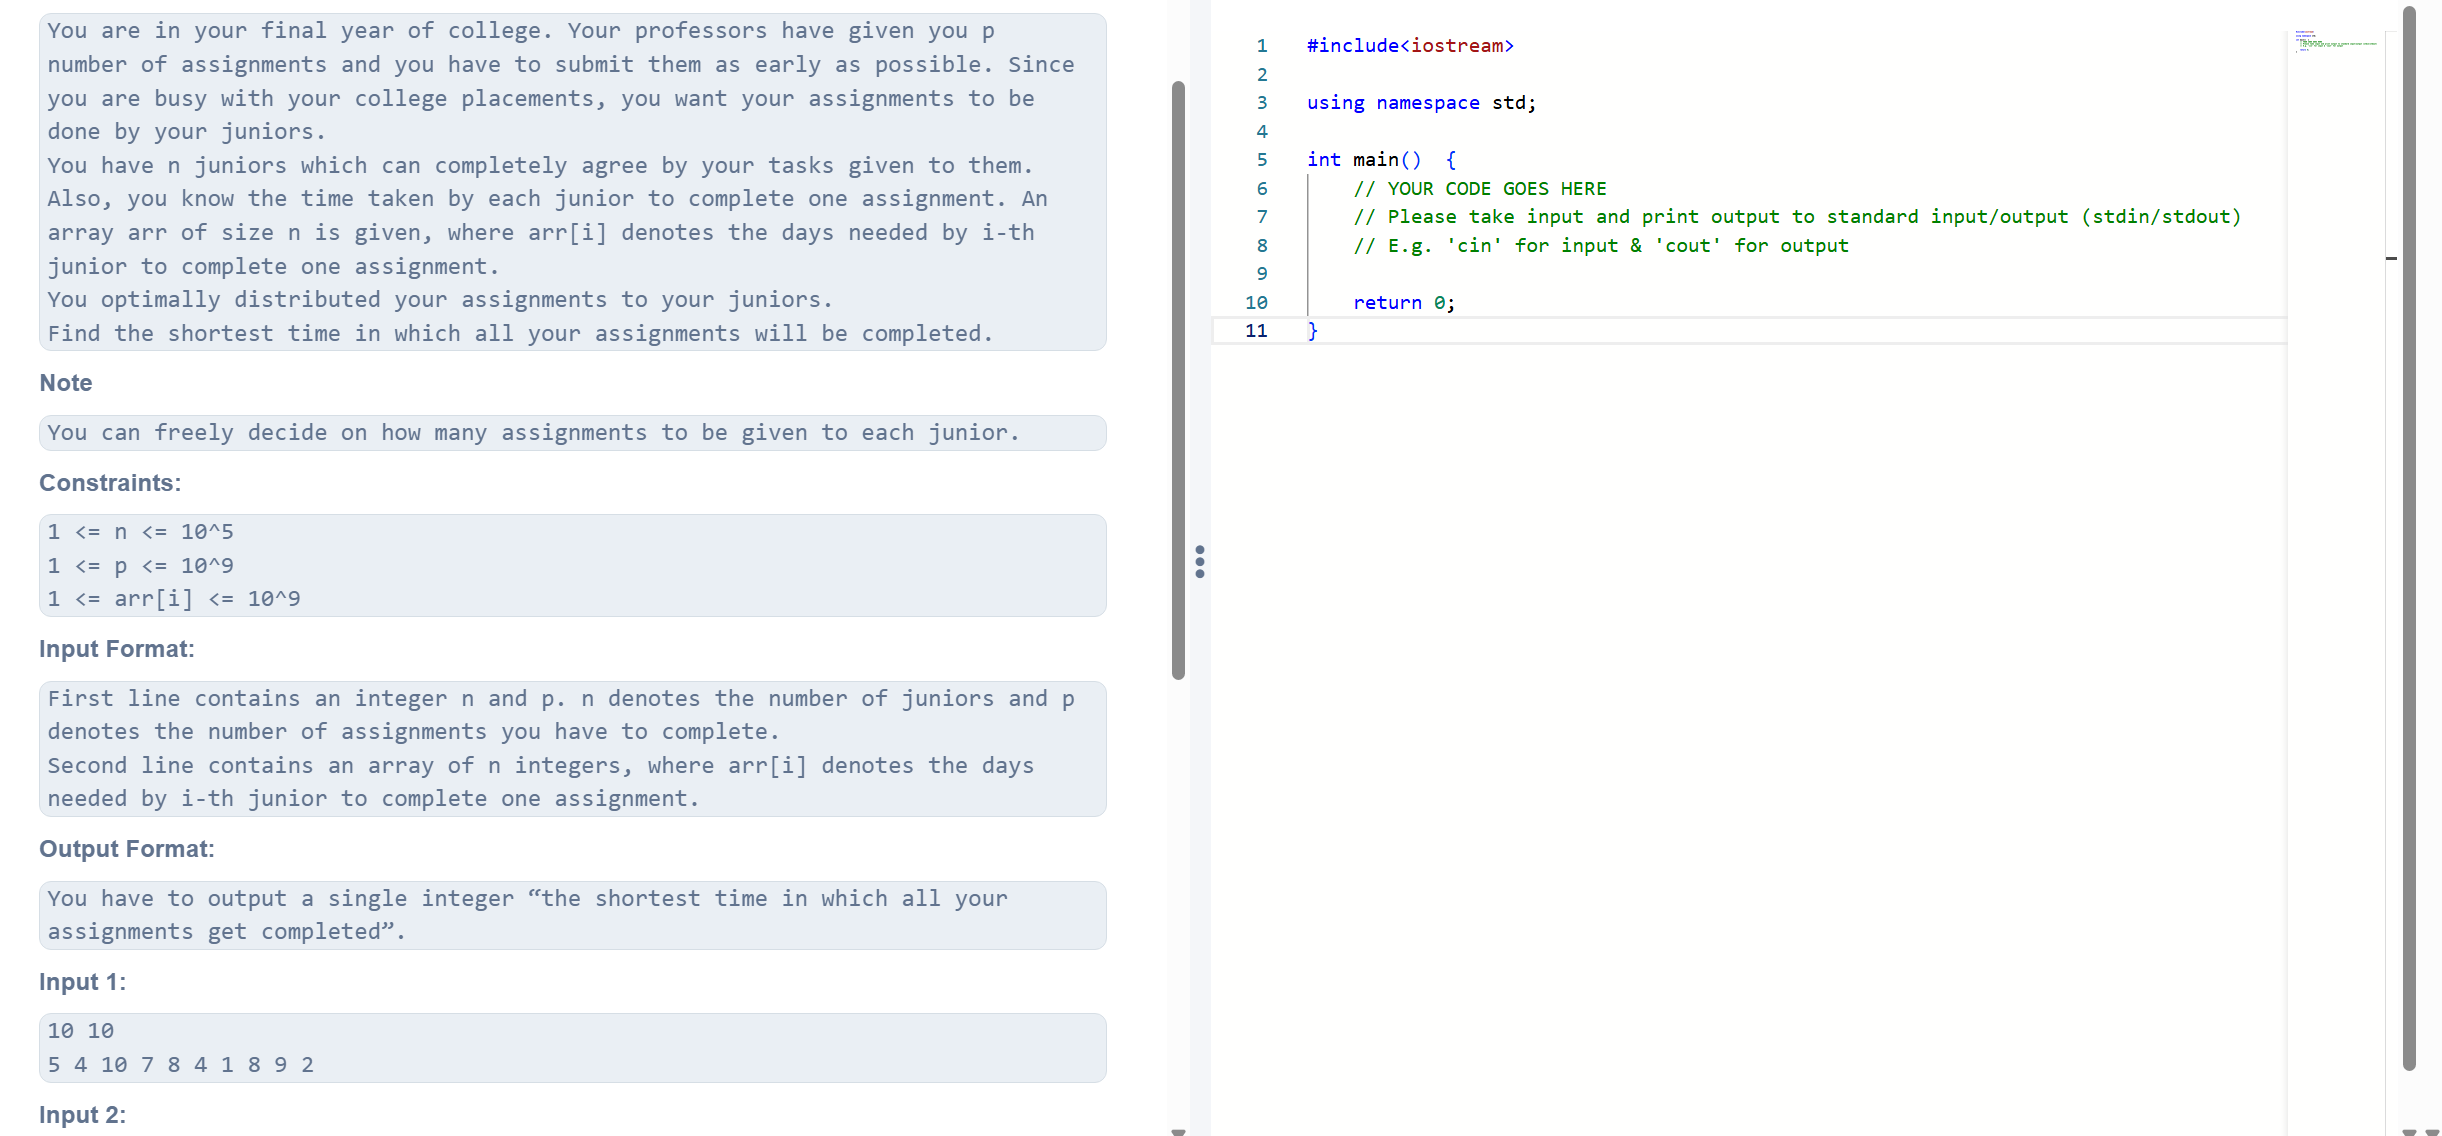 You are in your final year of college. Your professors have given you p
number of assignments and you have to submit them as early as possible. Since
you are busy with your college placements, you want your assignments to be
done by your juniors.
You have n juniors which can completely agree by your tasks given to them.
Also, you know the time taken by each junior to complete one assignment. An
array arr of size n is given, where arr[i] denotes the days needed by i-th
junior to complete one assignment.
You optimally distributed your assignments to your juniors.
Find the shortest time in which all your assignments will be completed.
Note
You can freely decide on how many assignments to be given to each junior.
Constraints:
1 <= n <= 10^5
1 <= p <= 10^9
1 <= arr[i] <= 10^9
Input Format:
First line contains an integer n and p. n denotes the number of juniors and p
denotes the number of assignments you have to complete.
Second line contains an array of n integers, where arr[i] denotes the days
needed by i-th junior to complete one assignment.
Output Format:
You have to output a single integer “the shortest time in which all your
assignments get completed”.
Input 1:
10 10
5 4 10 7 8 4 1 8 9 2
Input 2:
1 #include<iostream>
2
3 using namespace std;
4
5 int main()  {
6 // YOUR CODE GOES HERE
7 // Please take input and print output to standard input/output (stdin/stdout)
8 // E.g. 'cin' for input & 'cout' for output
9
10 return 0;
11 }